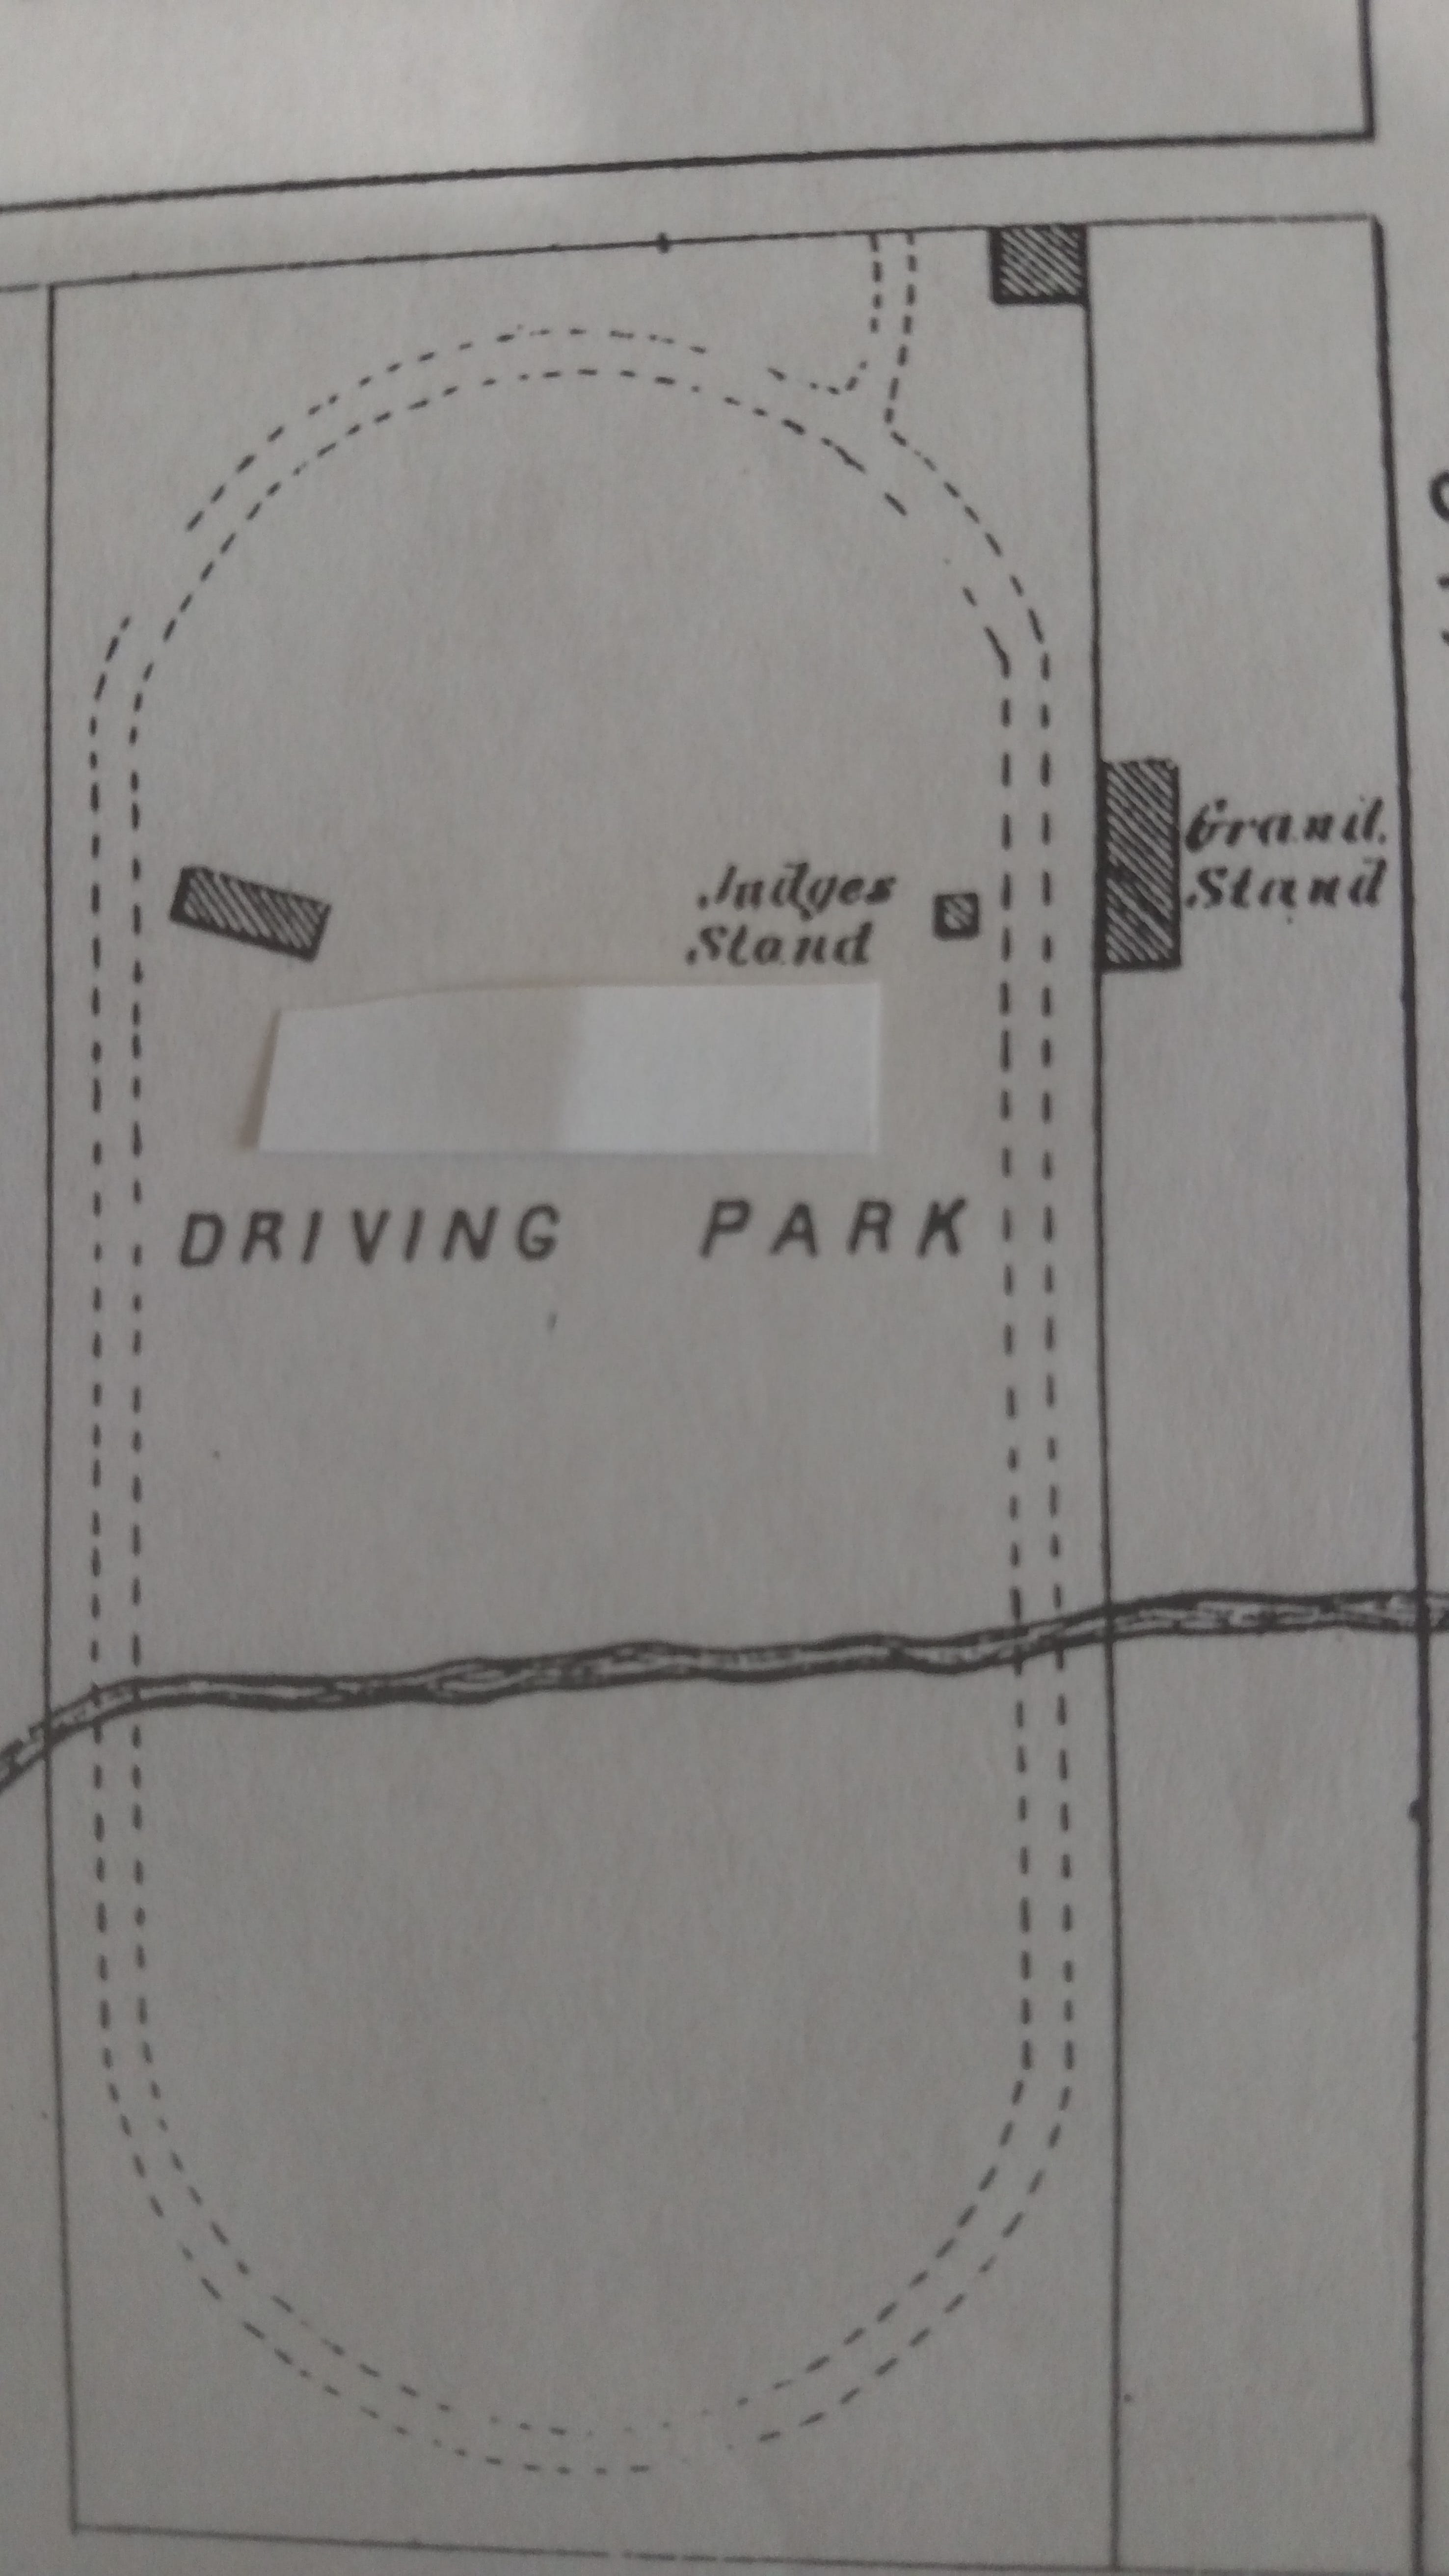 Grand.
Stand
Judges
Stand
DRIVING PARK